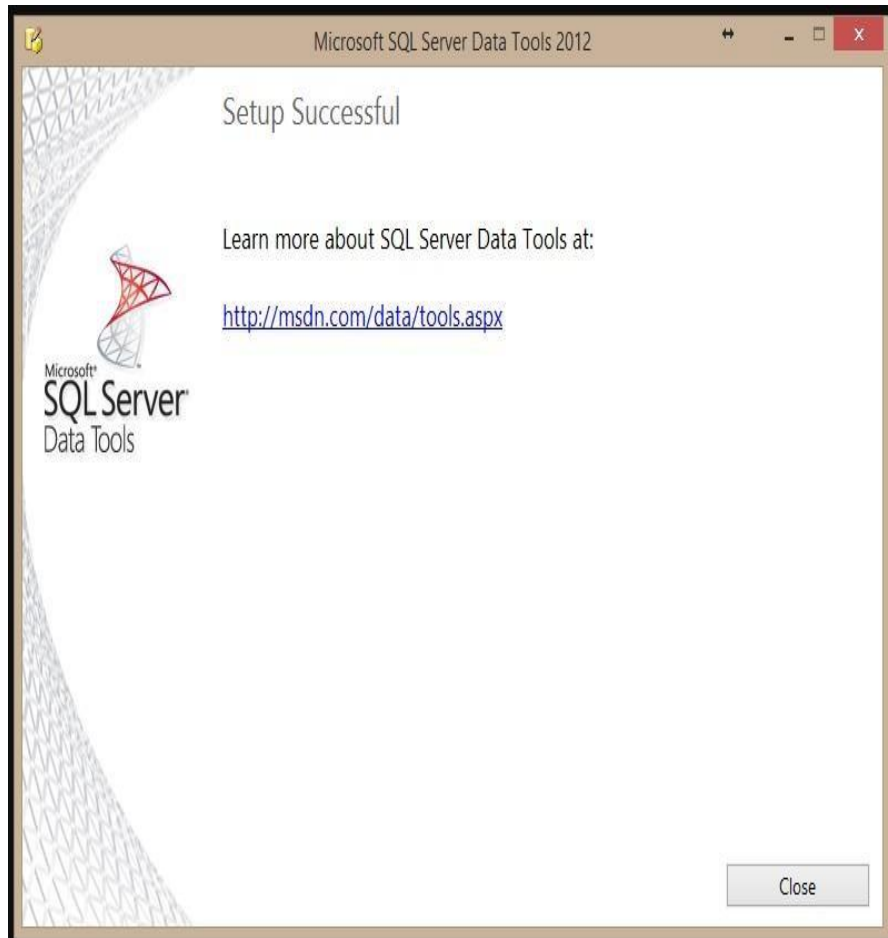 Microsoft SQL Server Data Tools 2012
x
Setup Successful
Learn more about SQL Server Data Tools at:
http://msdn.com/data/tools.aspx
Microsoft®
SQL Server®
Data Tools
Close